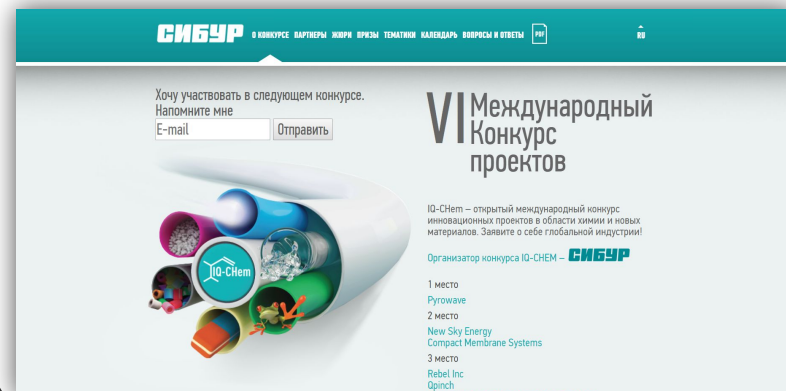 СИБУР О КОНКУРСЕ ПАРТНЕРЫ ЖЮРИ ПРИЗЫ ТЕМАТИКИ КАЛЕНДАРЬ ВОПРОСЫ И ОТВЕТЫ PDF RU
Хочу участвовать в следующем конкурсе.
Напомните мне
E-mail Отправить
IQ-CHem
VI Международный
Конкурс
проектов
IQ-CHem – открытый международный конкурс
инновационных проектов в области химии и новых
материалов. Заявите о себе глобальной индустрии!
Организатор конкурса IQ-CHEM – СИБУР
1 место
Pyrowave
2 место
New Sky Energy
Compact Membrane Systems
3 место
Rebel Inc
Qpinch